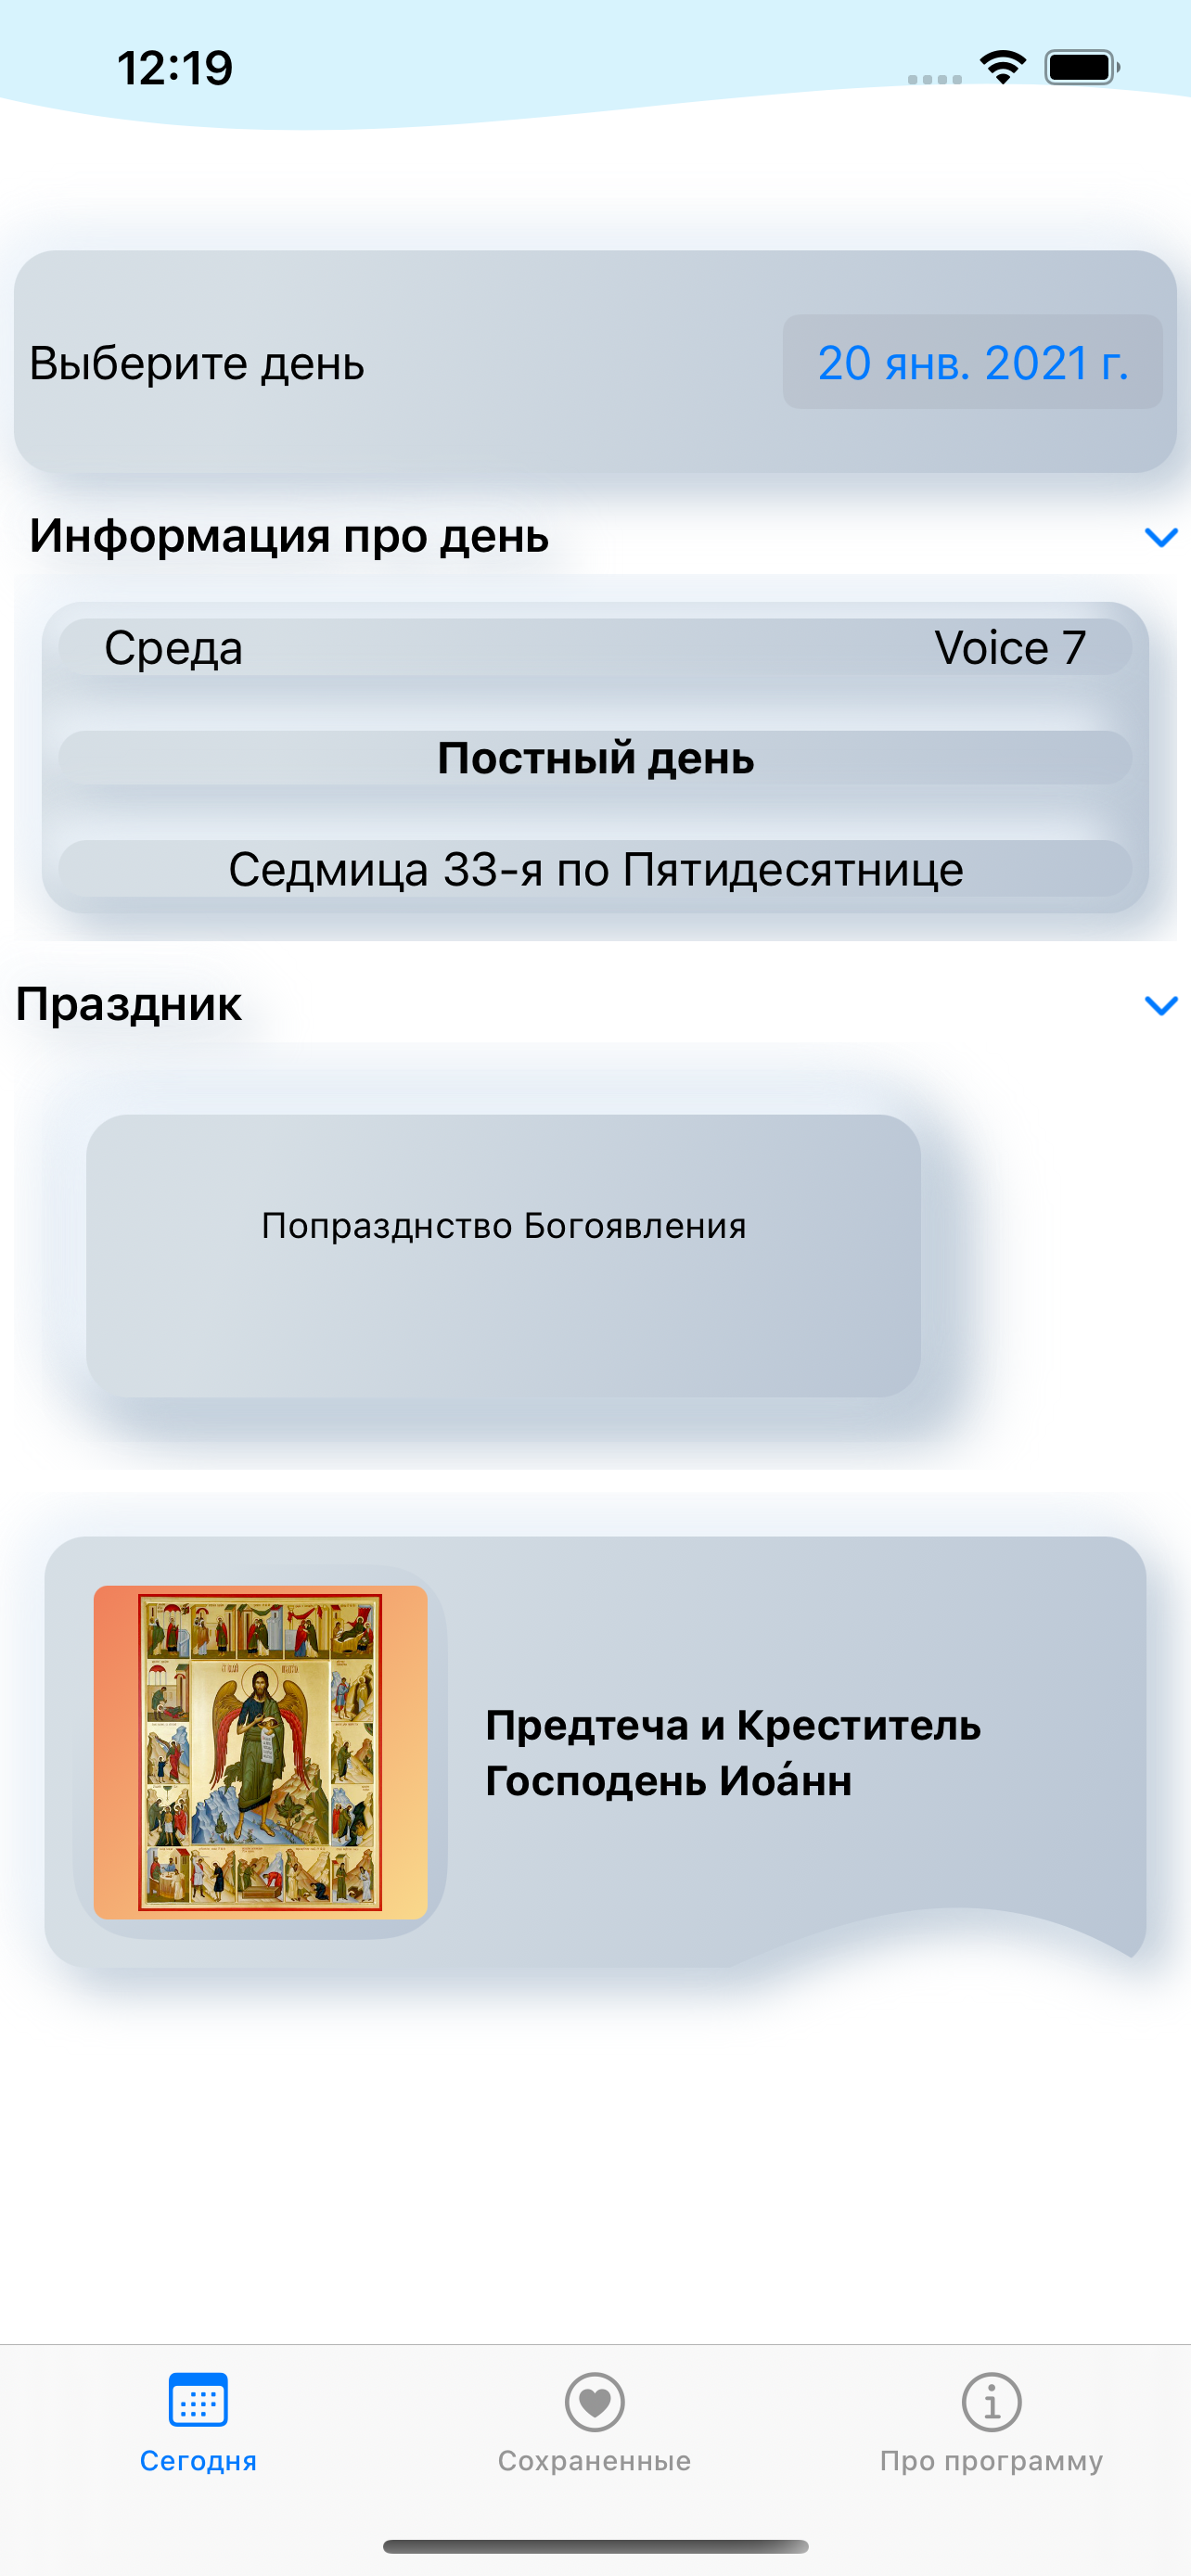 12:19
Выберите день 20 янв. 2021 г.
Информация про день
Среда Voice 7
Постный день
Седмица 33-я по Пятидесятнице
Праздник
Попразднство Богоявления
Предтеча и Креститель
Господень Иоа́нн
Сегодня Сохраненные Про программу